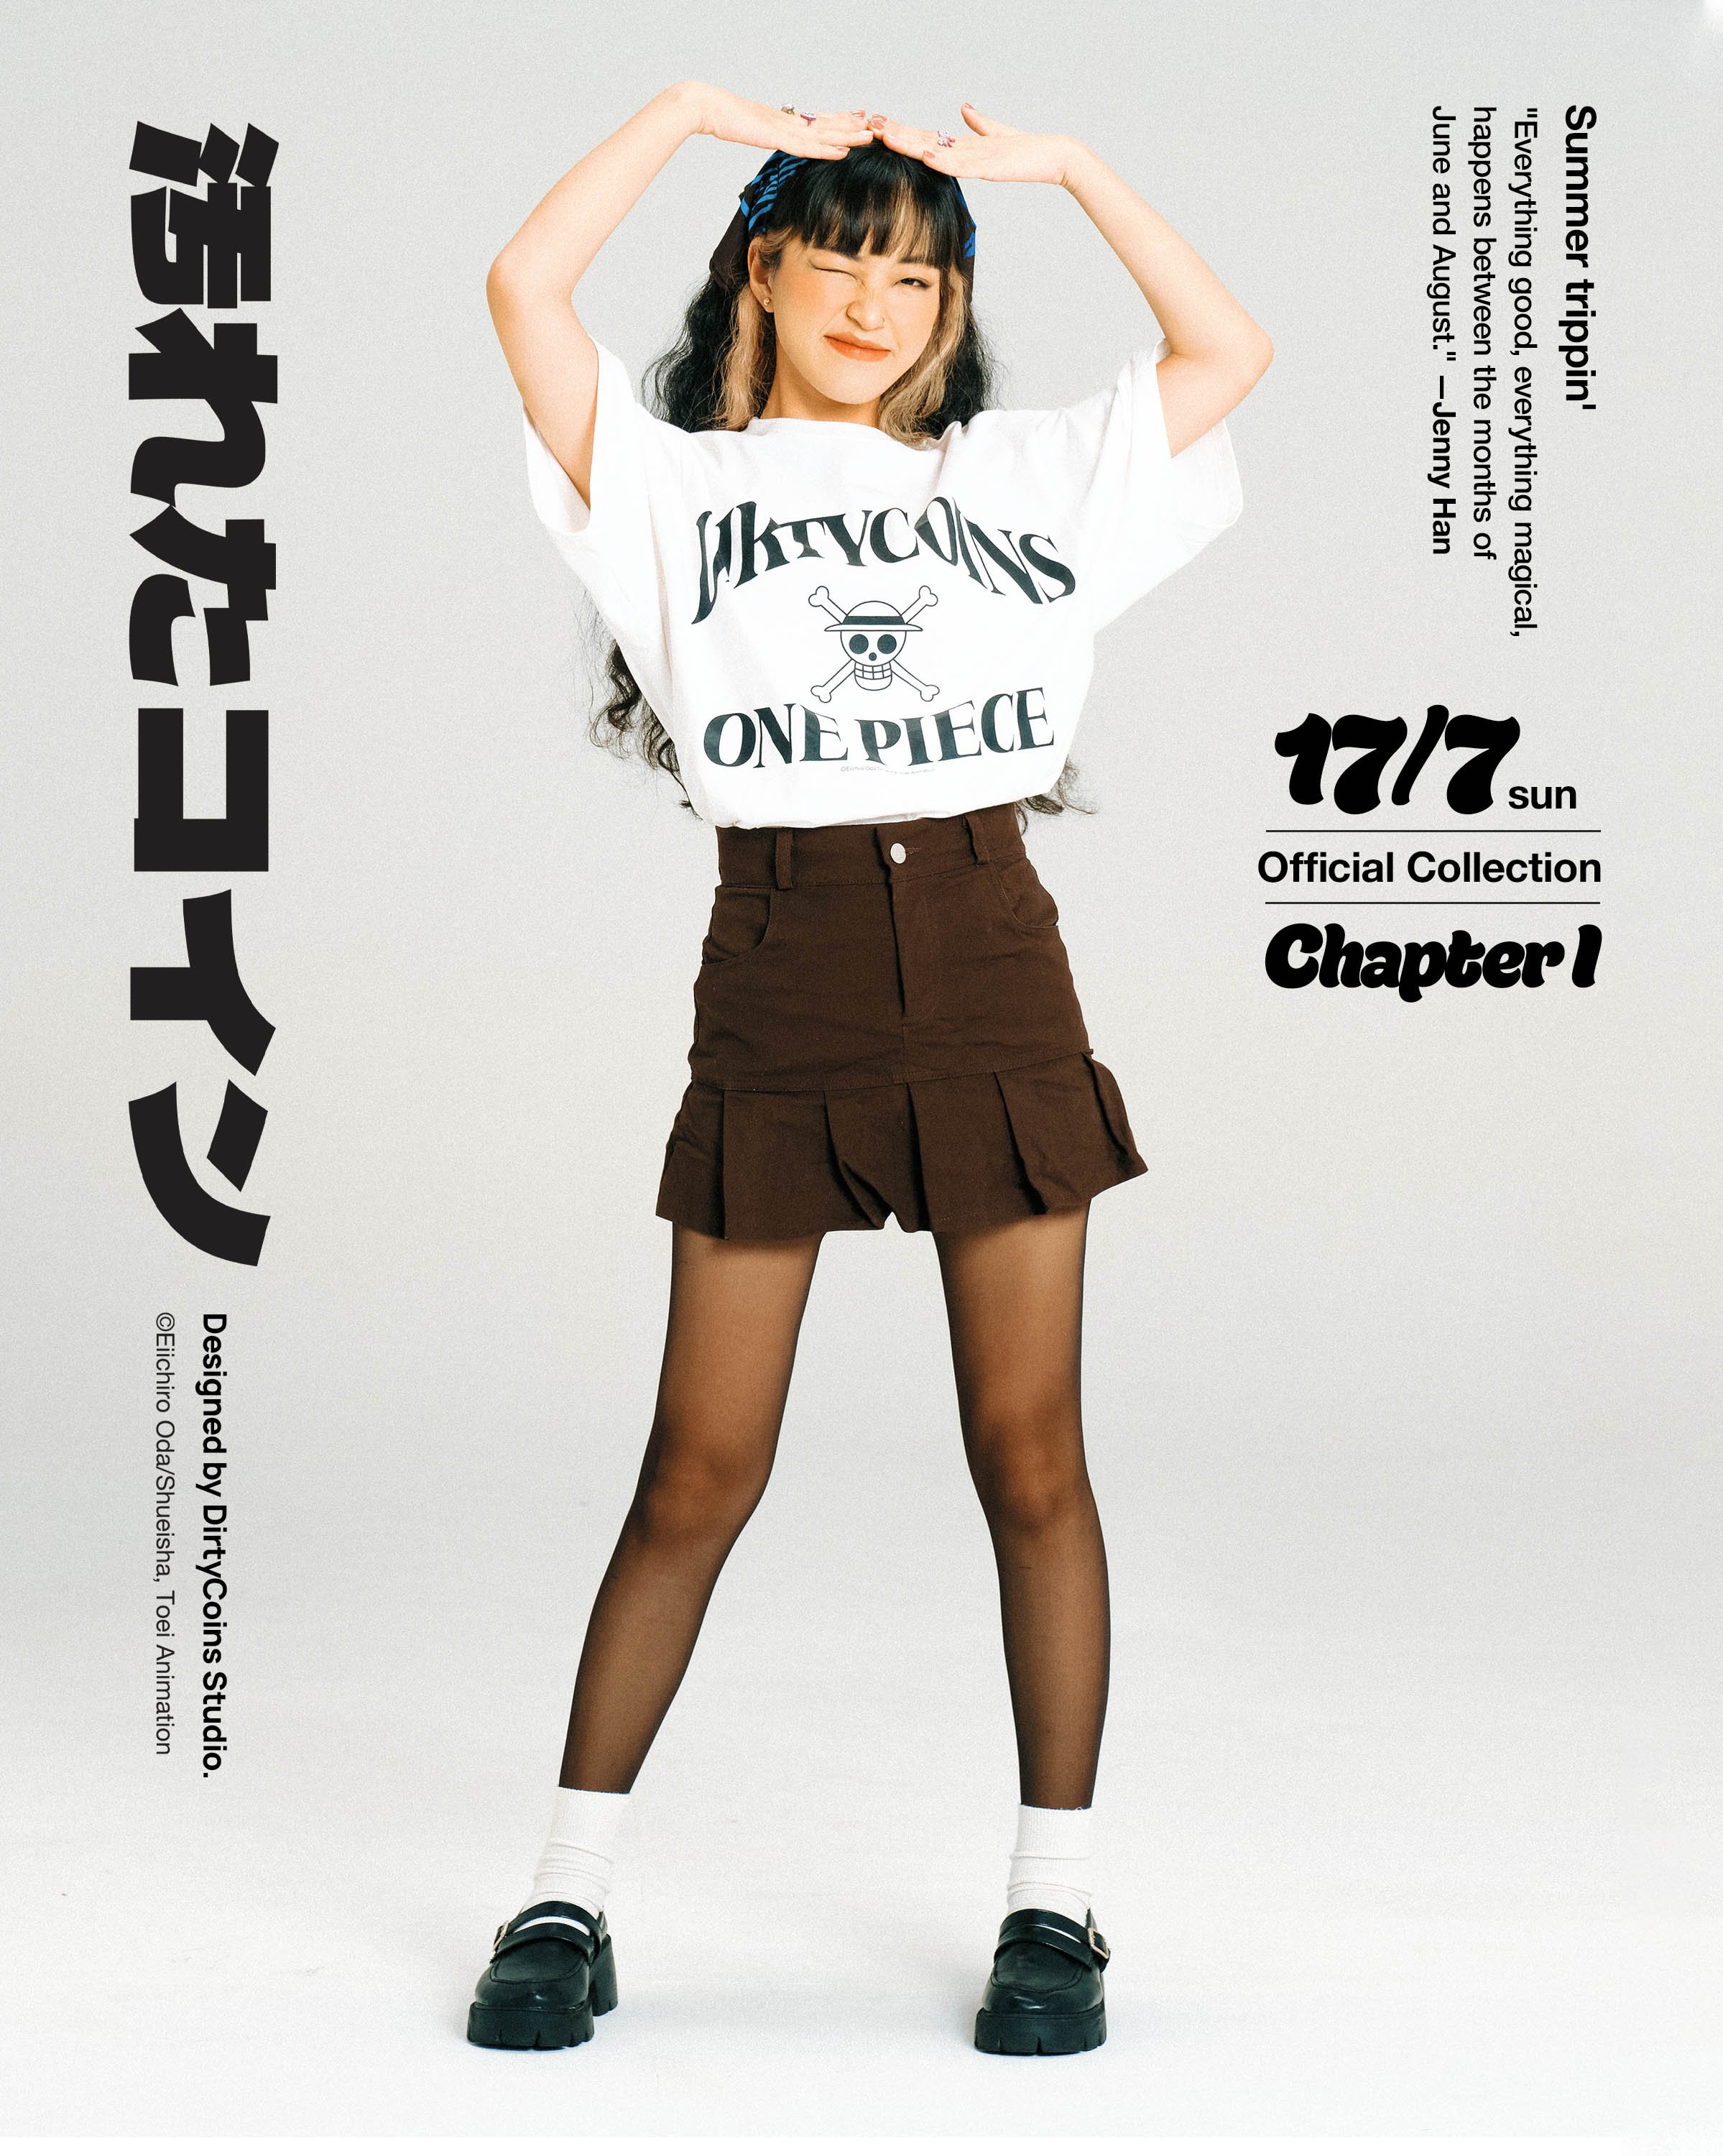 汚れたコイン
Designed by DirtyCoins Studio.
©Eiichiro Oda/Shueisha, Toei Animation
DIRTYCOINS
ONE PIECE
Summer trippin'
"Everything good, everything magical,
happens between the months of
June and August." —Jenny Han
17/7 sun
Official Collection
Chapter 1